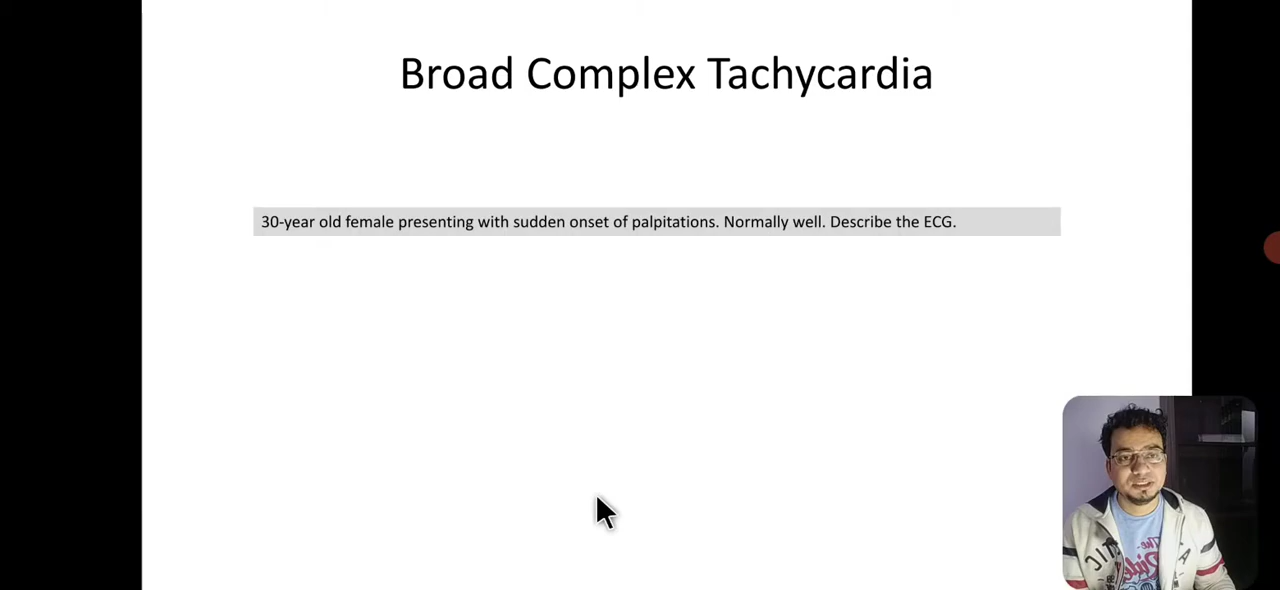 Broad Complex Tachycardia
30-year old female presenting with sudden onset of palpitations. Normally well. Describe the ECG.